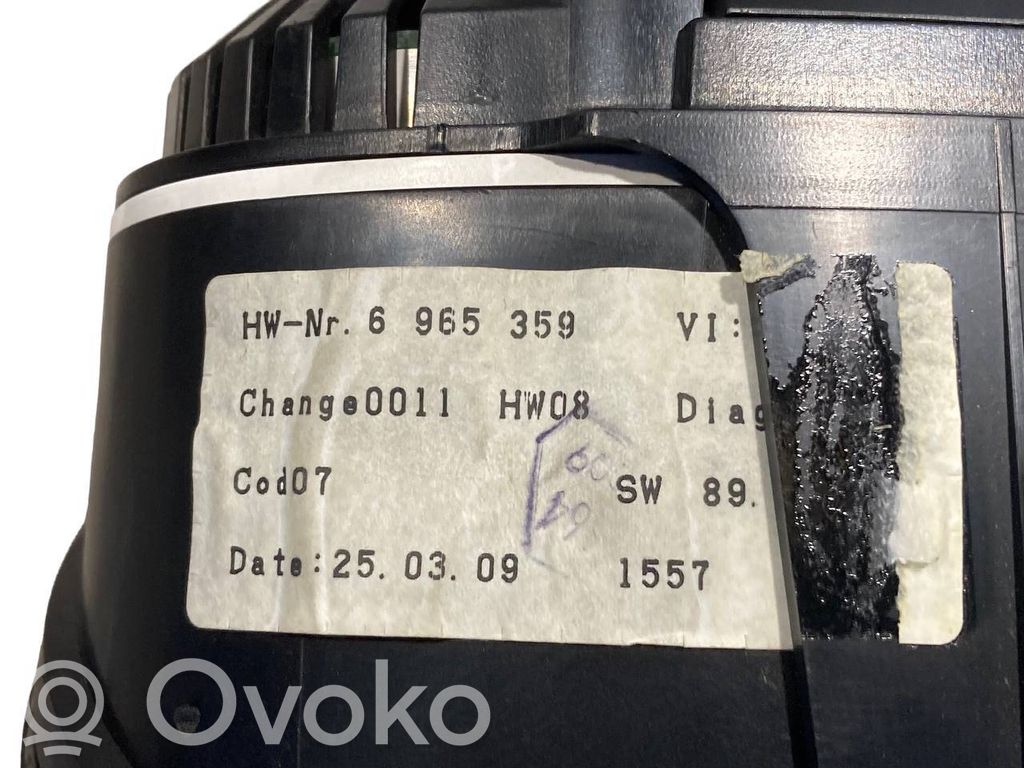 HW-Nr. 6 965 359 VI:
Change0011 HW08 Diag
Cod07 SW 89.
Date: 25. 03. 09 1557
Ovoko